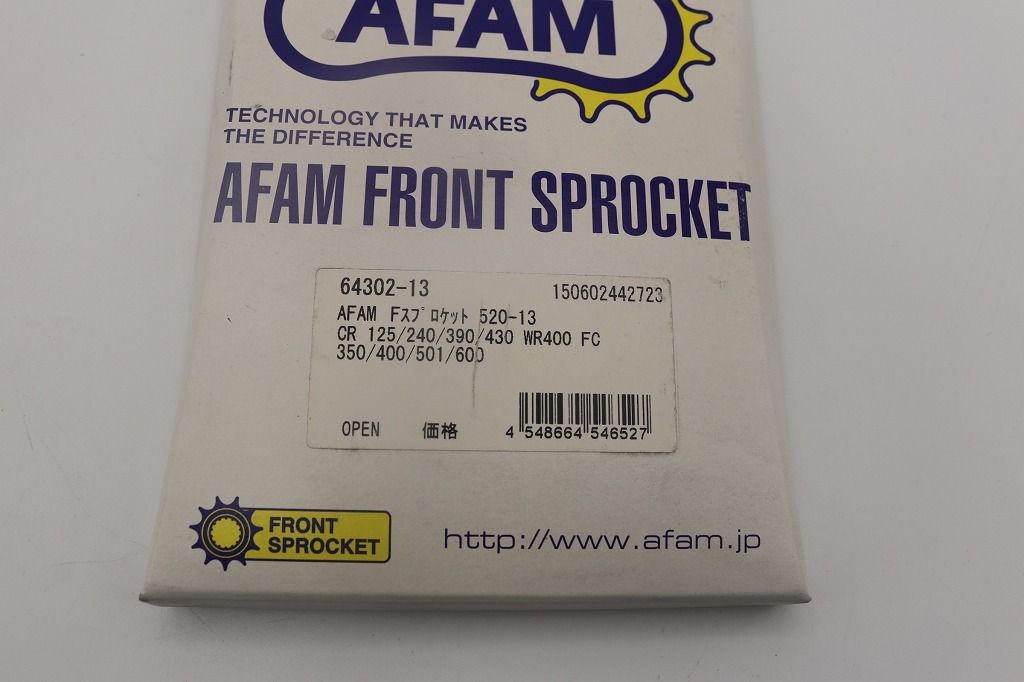 AFAM
TECHNOLOGY THAT MAKES
THE DIFFERENCE
AFAM FRONT SPROCKET
64302-13 150602442723
AFAM Fスプロケット 520-13
CR 125/240/390/430 WR400 FC
350/400/501/600
OPEN 価格
4 548664 546527
FRONT
SPROCKET
http://www.afam.jp